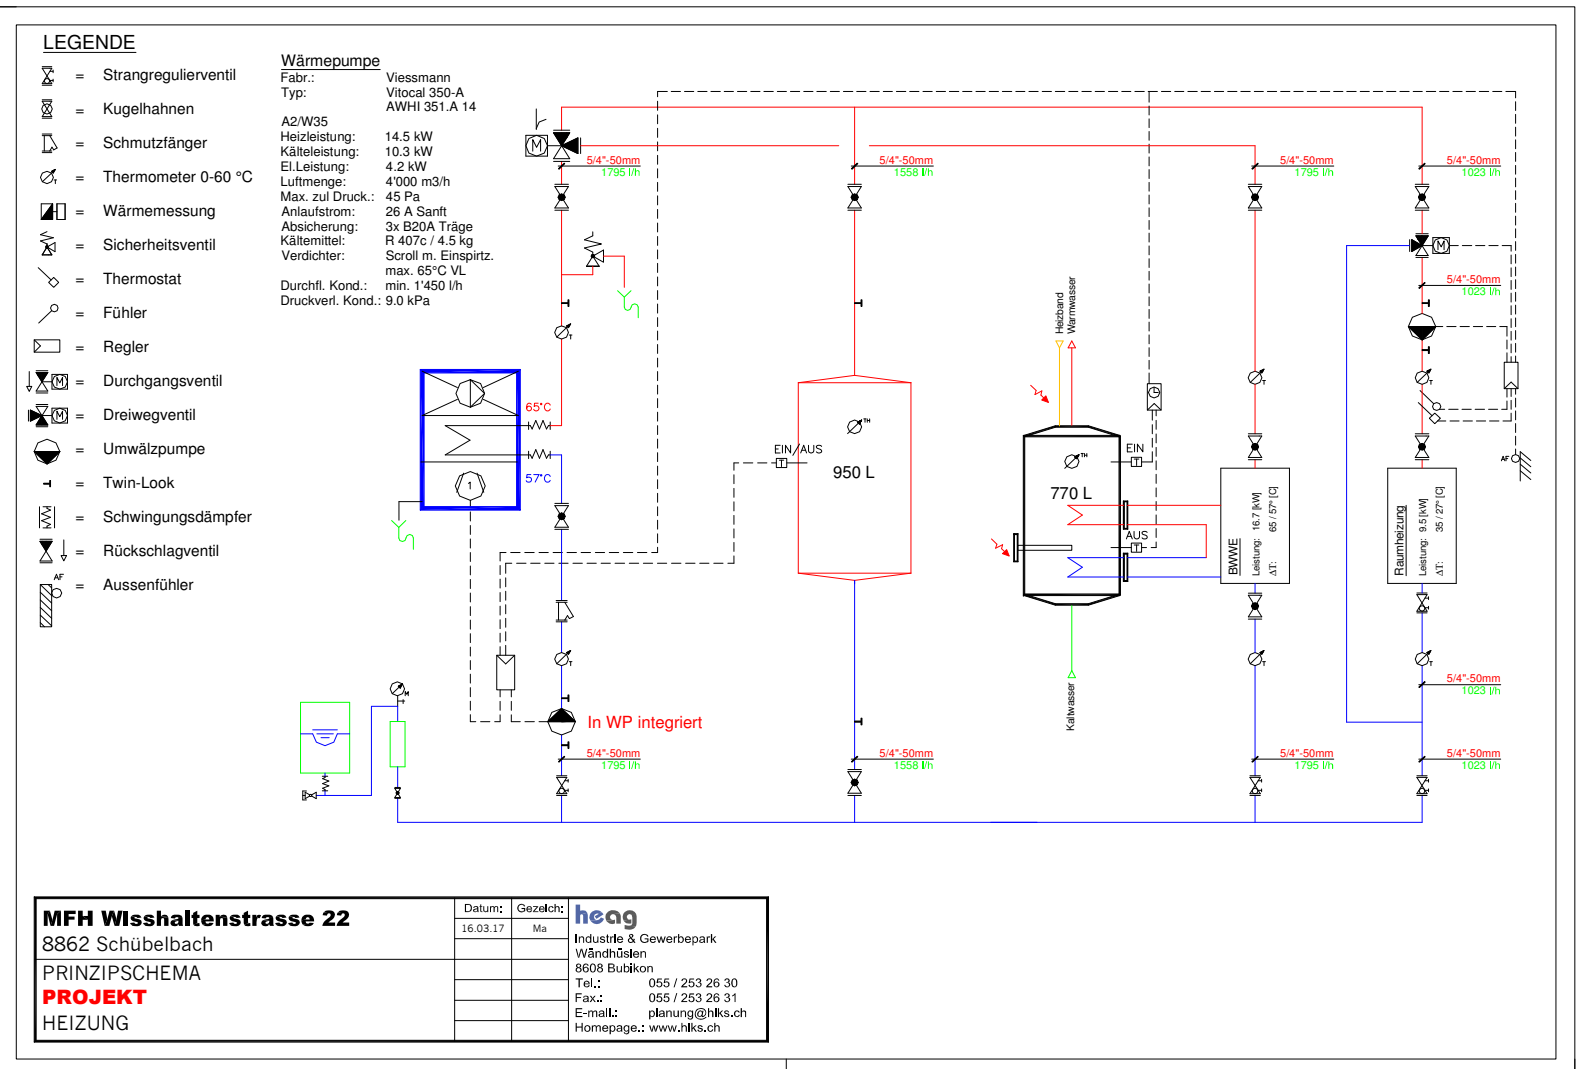 LEGENDE
= Strangregulierventil
= Kugelhahnen
= Schmutzfänger
T = Thermometer 0-60 °C
= Wärmemessung
= Sicherheitsventil
= Thermostat
= Fühler
= Regler
M = Durchgangsventil
M = Dreiwegventil
= Umwälzpumpe
= Twin-Look
= Schwingungsdämpfer
= Rückschlagventil
AF = Aussenfühler
Wärmepumpe
Fabr.: Viessmann
Typ: Vitocal 350-A
AWHI 351.A 14
A2/W35
Heizleistung: 14.5 kW
Kälteleistung: 10.3 kW
El.Leistung: 4.2 kW
Luftmenge: 4'000 m3/h
Max. zul Druck.: 45 Pa
Anlaufstrom: 26 A Sanft
Absicherung: 3x B20A Träge
Kältemittel: R 407c / 4.5 kg
Verdichter: Scroll m. Einspirtz.
max. 65°C VL
Durchfl. Kond.: min. 1'450 l/h
Druckverl. Kond.: 9.0 kPa
M
5/4"-50mm
1795 l/h
5/4"-50mm
1558 l/h
5/4"-50mm
1795 l/h
5/4"-50mm
1023 l/h
M
5/4"-50mm
1023 l/h
Heizband
Warmwasser
T
65°C
57°C
1
EIN/AUS
T
TH
950 L
TH
770 L
EIN
T
AUS
T
T
T
AF
BWWE
Leistung: 16.7 [kW]
ΔT: 65 / 57° [C]
Raumheizung
Leistung: 9.5 [kW]
ΔT: 35 / 27° [C]
T
T
T
M
Kaltwasser
In WP integriert
5/4"-50mm
1023 l/h
5/4"-50mm
1795 l/h
5/4"-50mm
1558 l/h
5/4"-50mm
1795 l/h
5/4"-50mm
1023 l/h
MFH Wisshaltenstrasse 22
8862 Schübelbach
PRINZIPSCHEMA
PROJEKT
HEIZUNG
Datum: Gezeich:
16.03.17 Ma
heag
Industrie & Gewerbepark
Wändhüslen
8608 Bubikon
Tel.: 055 / 253 26 30
Fax.: 055 / 253 26 31
E-mail.: planung@hlks.ch
Homepage.: www.hlks.ch